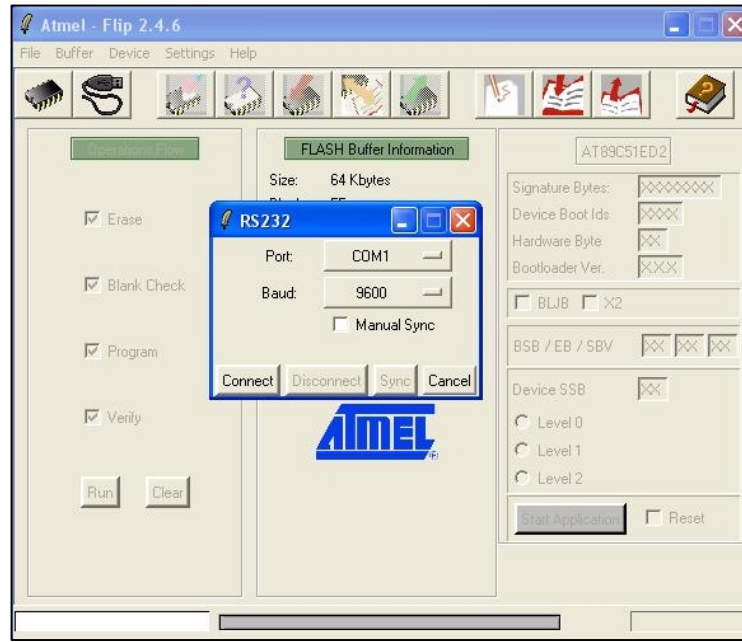 Atmel - Flip 2.4.6
File Buffer Device Settings Help
Operations Flow
Erase
Blank Check
Program
Verify
Run Clear
FLASH Buffer Information
Size: 64 Kbytes
RS232
Port: COM1
Baud: 9600
Manual Sync
Connect Disconnect Sync Cancel
ATMEL
AT89C51ED2
Signature Bytes: XXXXXXXX
Device Boot Ids XXXX
Hardware Byte XX
Bootloader Ver. XXX
BLJB X2
BSB / EB / SBV XX XX XX
Device SSB XX
Level 0
Level 1
Level 2
Start Application Reset